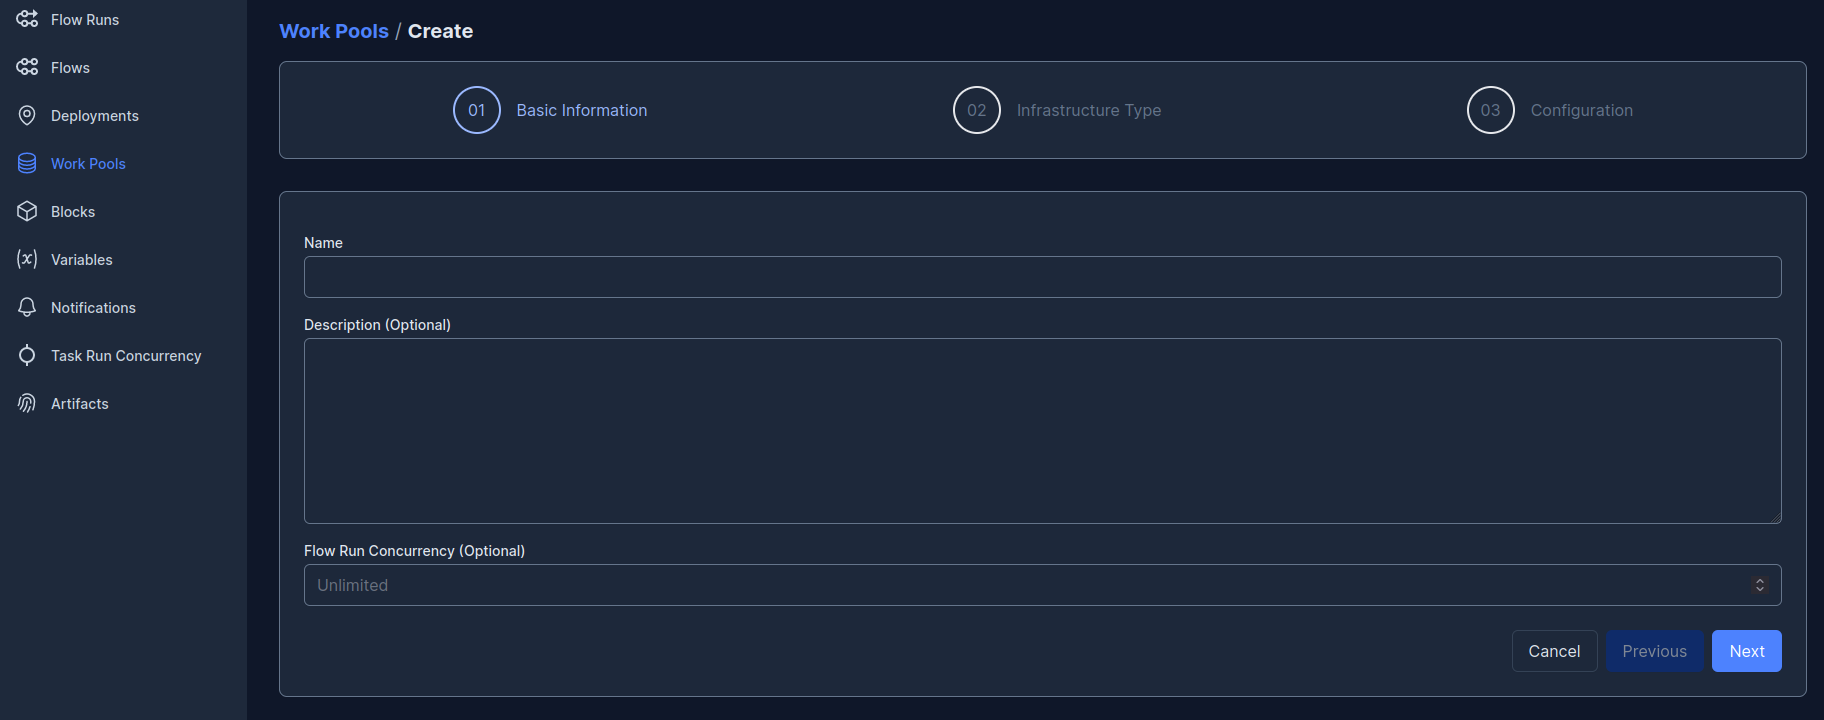 Flow Runs
Flows
Deployments
Work Pools
Blocks
Variables
Notifications
Task Run Concurrency
Artifacts
Work Pools / Create
01 Basic Information
02 Infrastructure Type
03 Configuration
Name
Description (Optional)
Flow Run Concurrency (Optional)
Unlimited
Cancel
Previous
Next